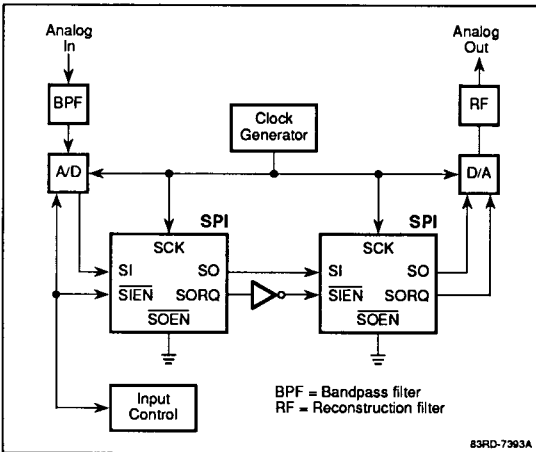 Analog
In
Analog
Out
BPF
RF
Clock
Generator
A/D
D/A
SPI
SPI
SCK
SCK
SI
SO
SI
SO
SIEN
SORQ
SIEN
SORQ
SOEN
SOEN
Input
Control
BPF = Bandpass filter
RF = Reconstruction filter
83RD-7393A